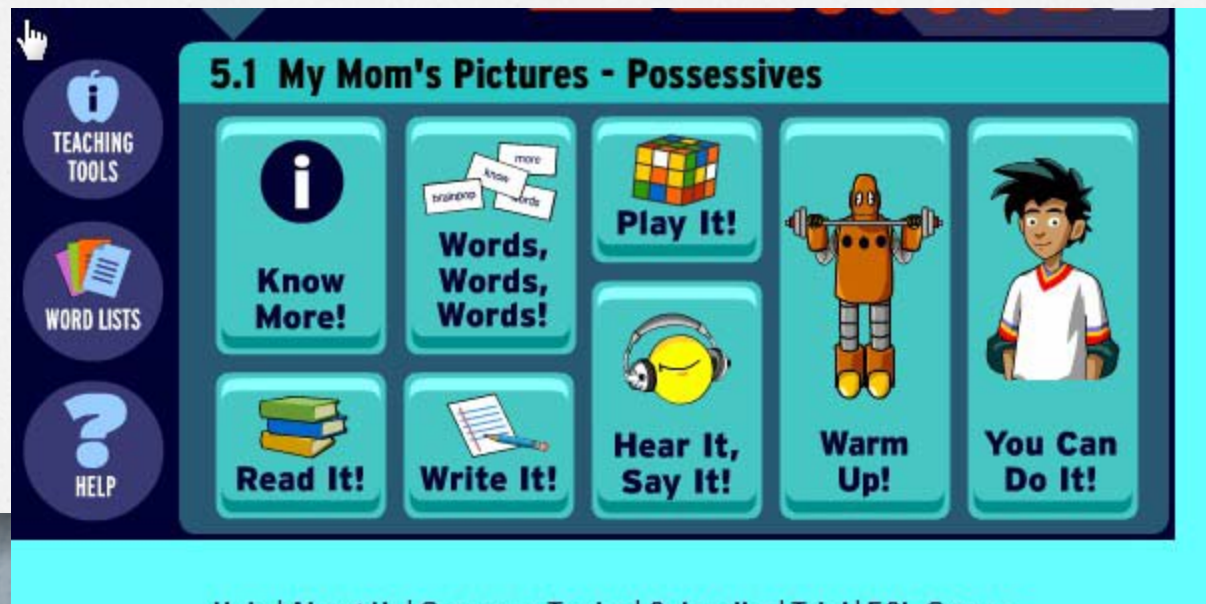 5.1 My Mom's Pictures - Possessives
TEACHING
TOOLS
WORD LISTS
HELP
Know
More!
more
know
brainpop
words
Words,
Words,
Words!
Play It!
Read It!
Write It!
Hear It,
Say It!
Warm
Up!
You Can
Do It!